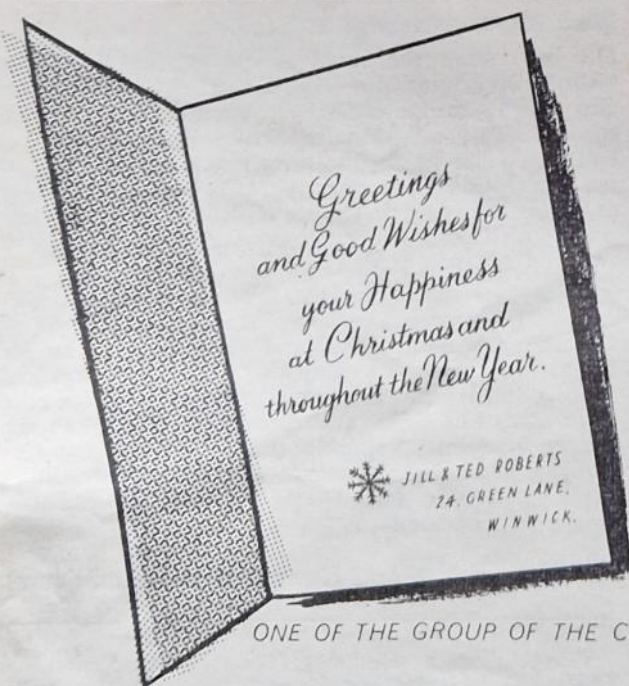 Greetings
and Good Wishes for
your Happiness
at Christmas and
throughout the New Year.
JILL & TED ROBERTS
24, GREEN LANE,
WINWICK.
ONE OF THE GROUP OF THE C